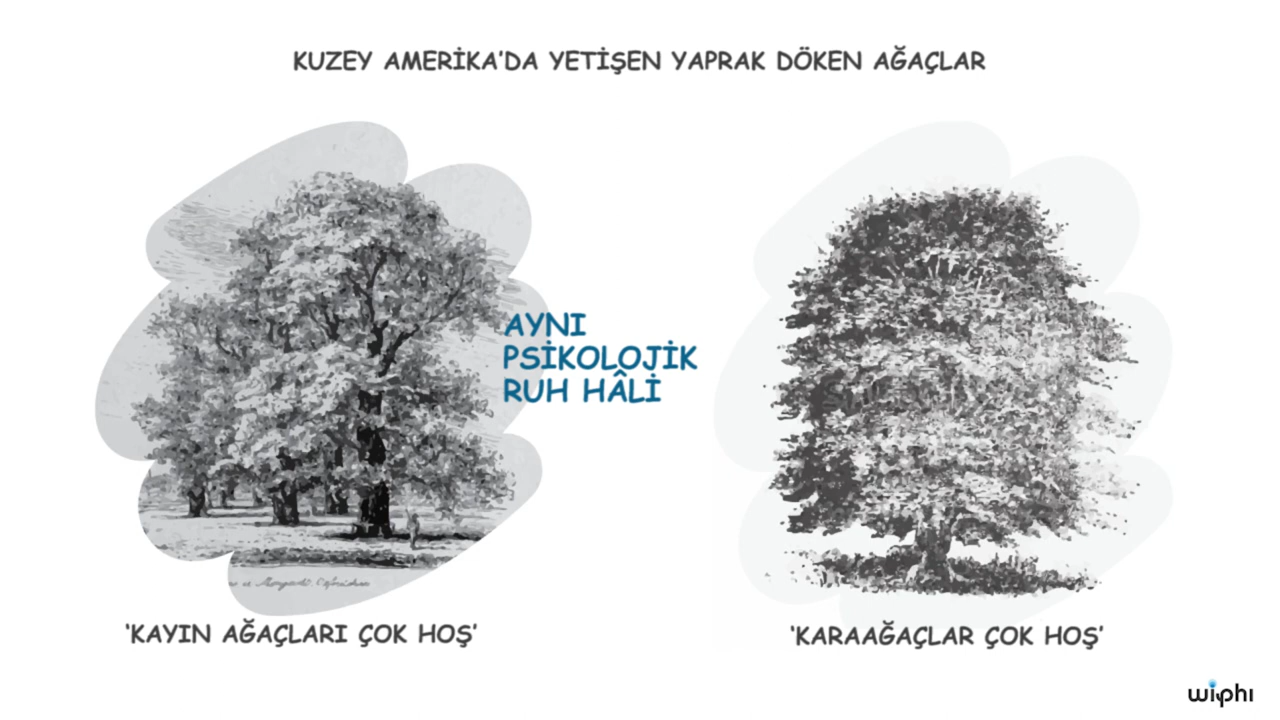 KUZEY AMERİKA'DA YETİŞEN YAPRAK DÖKEN AĞAÇLAR
AYNI
PSİKOLOJİK
RUH HÂLİ
'KAYIN AĞAÇLARI ÇOK HOŞ'
'KARAAĞAÇLAR ÇOK HOŞ'
wiphi